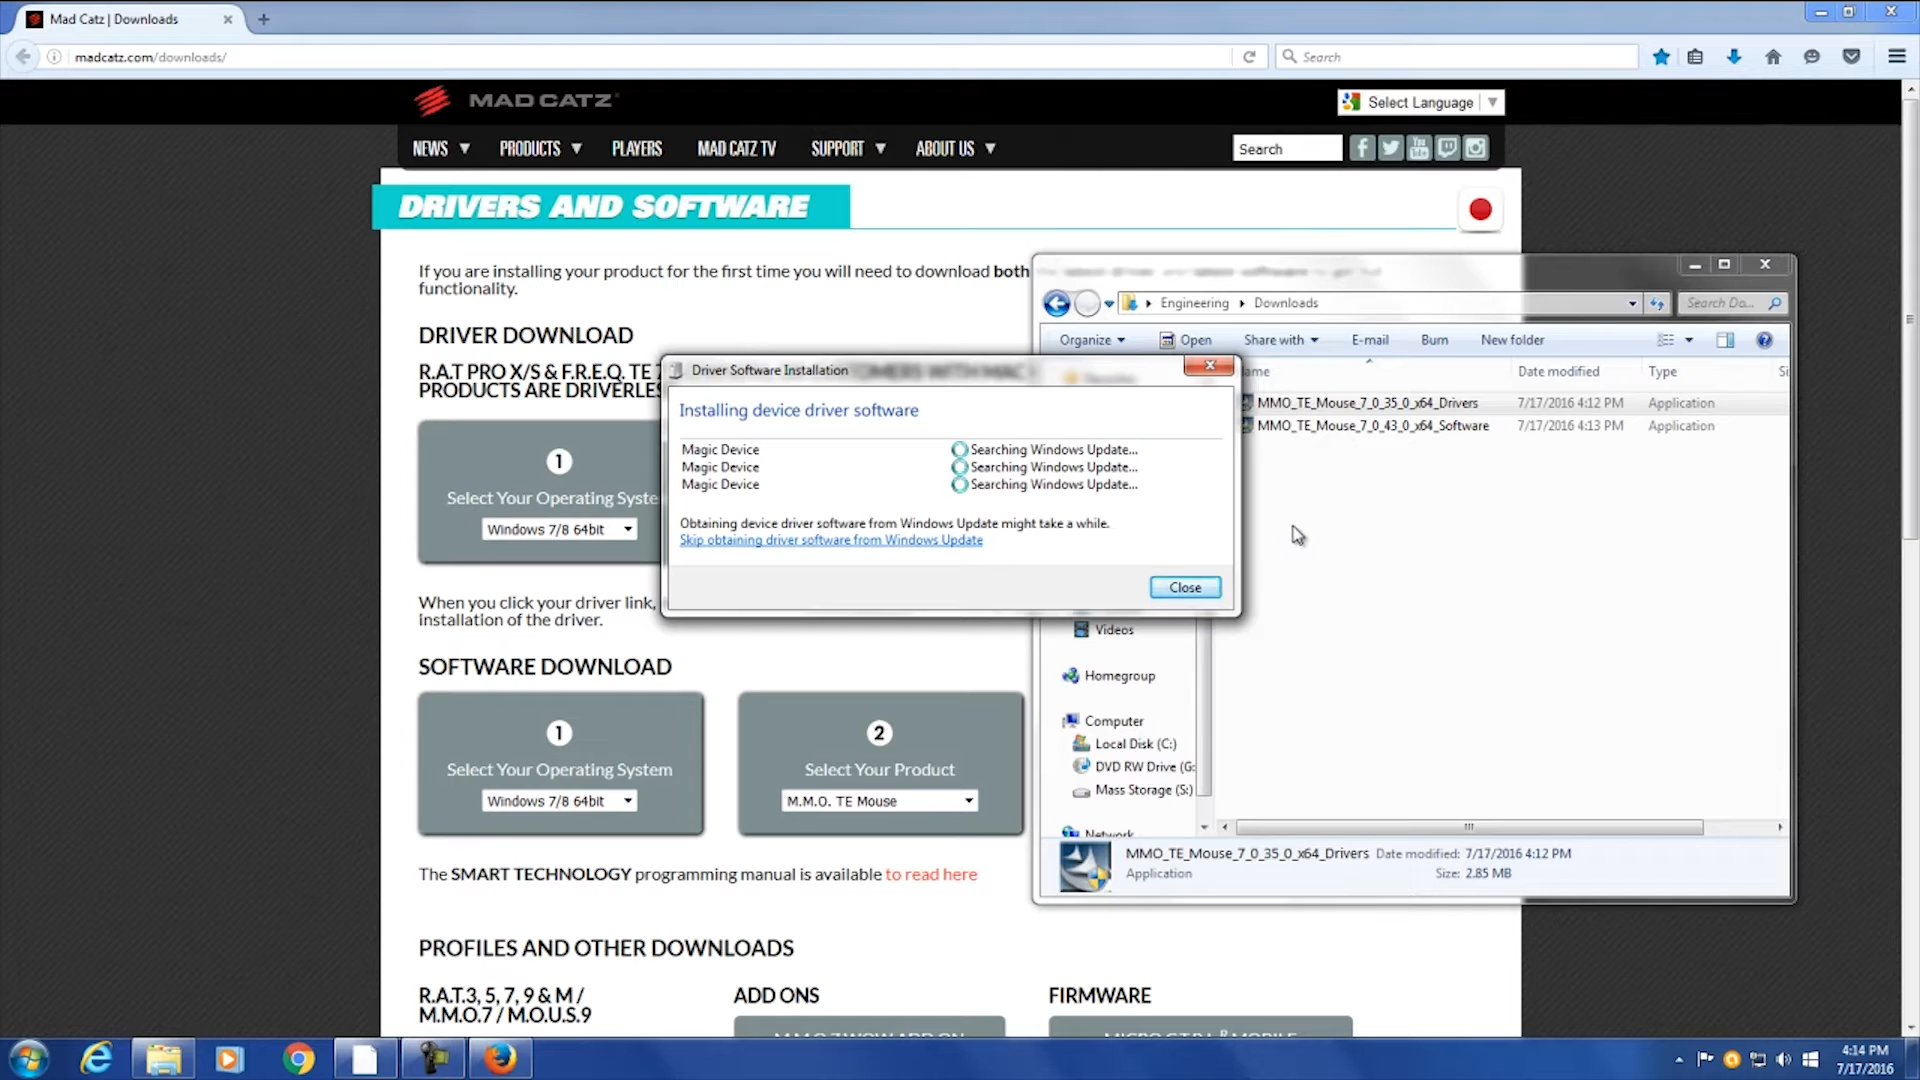 Mad Catz | Downloads
madcatz.com/downloads/
Search
MAD CATZ
Select Language
NEWS PRODUCTS PLAYERS MAD CATZ TV SUPPORT ABOUT US
Search
DRIVERS AND SOFTWARE
If you are installing your product for the first time you will need to download both
functionality.
DRIVER DOWNLOAD
R.A.T PRO X/S & F.R.E.Q. TE 7
PRODUCTS ARE DRIVERLES
1
Select Your Operating Syste
Windows 7/8 64bit
When you click your driver link,
installation of the driver.
SOFTWARE DOWNLOAD
1
Select Your Operating System
Windows 7/8 64bit
2
Select Your Product
M.M.O. TE Mouse
The SMART TECHNOLOGY programming manual is available to read here
PROFILES AND OTHER DOWNLOADS
R.A.T.3, 5, 7, 9 & M /
M.M.O.7 / M.O.U.S.9
ADD ONS
FIRMWARE
Driver Software Installation
Installing device driver software
Magic Device Searching Windows Update...
Magic Device Searching Windows Update...
Magic Device Searching Windows Update...
Obtaining device driver software from Windows Update might take a while.
Skip obtaining driver software from Windows Update
Close
Engineering Downloads
Search Do...
Organize Open Share with E-mail Burn New folder
ame Date modified Type Si
MMO_TE_Mouse_7_0_35_0_x64_Drivers 7/17/2016 4:12 PM Application
MMO_TE_Mouse_7_0_43_0_x64_Software 7/17/2016 4:13 PM Application
Videos
Homegroup
Computer
Local Disk (C:)
DVD RW Drive (G:
Mass Storage (S:)
Network
MMO_TE_Mouse_7_0_35_0_x64_Drivers Date modified: 7/17/2016 4:12 PM
Application Size: 2.85 MB
4:14 PM
7/17/2016